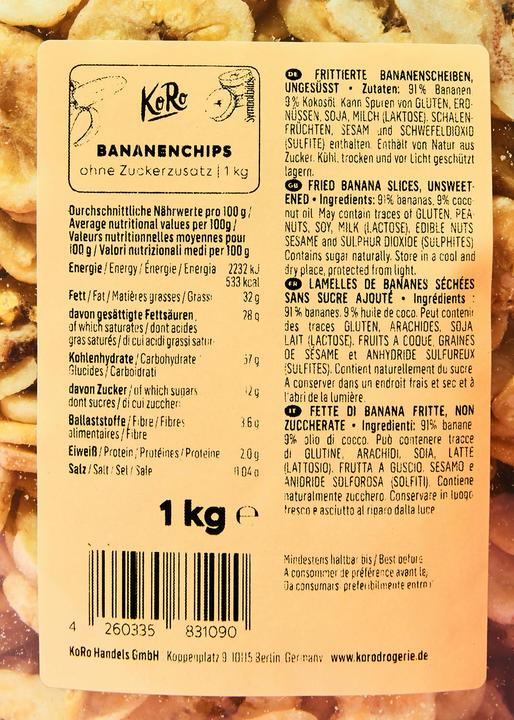 KoRo
Symbolbild
BANANENCHIPS
ohne Zuckerzusatz | 1 kg
Durchschnittliche Nährwerte pro 100 g /
Average nutritional values per 100g /
Valeurs nutritionnelles moyennes pour
100 g / Valori nutrizionali medi per 100 g
Energie / Energy / Énergie / Energia 2232 kJ
533 kcal
Fett / Fat / Matières grasses / Grassi 32 g
davon gesättigte Fettsäuren 28 g
of which saturates / dont acides
gras saturés / di cui acidi grassi satur
Kohlenhydrate / Carbohydrate 57 g
Glucides / Carboidrati
davon Zucker / of which sugars 12 g
dont sucres / di cui zuccheri
Ballaststoffe / Fibre / Fibres 3.6 g
alimentaires / Fibre
Eiweiß / Protein / Protéines / Proteine 2.0 g
Salz / Salt / Sel / Sale 0.04 g
1 kg e
4 260335 831090
DE FRITTIERTE BANANENSCHEIBEN,
UNGESÜSST • Zutaten: 91% Bananen
9% Kokosöl. Kann Spuren von GLUTEN, ERD-
NÜSSEN, SOJA, MILCH (LAKTOSE), SCHALEN-
FRÜCHTEN, SESAM und SCHWEFELDIOXID
(SULFITE) enthalten. Enthält von Natur aus
Zucker. Kühl, trocken und vor Licht geschützt
lagern.
GB FRIED BANANA SLICES, UNSWEET-
ENED • Ingredients: 91% bananas, 9% coco-
nut oil. May contain traces of GLUTEN, PEA-
NUTS, SOY, MILK (LACTOSE), EDIBLE NUTS
SESAME and SULPHUR DIOXIDE (SULPHITES)
Contains sugar naturally. Store in a cool and
dry place, protected from light.
FR LAMELLES DE BANANES SÉCHÉES
SANS SUCRE AJOUTÉ • Ingrédients :
91% bananes, 9% huile de coco. Peut contenir
des traces GLUTEN, ARACHIDES, SOJA,
LAIT (LACTOSE), FRUITS A COQUE, GRAINES
DE SÉSAME et ANHYDRIDE SULFUREUX
(SULFITES). Contient naturellement du sucre
A conserver dans un endroit frais et sec et à
l'abri de la lumière.
IT FETTE DI BANANA FRITTE, NON
ZUCCHERATE • Ingredienti: 91% banane
9% olio di cocco. Può contenere tracce
di GLUTINE, ARACHIDI, SOIA, LATTE
(LATTOSIO), FRUTTA A GUSCIO, SESAMO e
ANIDRIDE SOLFOROSA (SOLFITI). Contiene
naturalmente zucchero. Conservare in luogo
fresco e asciutto al riparo dalla luce
Mindestens haltbar bis / Best before
A consommer de préférence avant le,
Da consumarsi preferibilmente entro
KoRo Handels GmbH Koppenplatz 9 10115 Berlin Germany www.korodrogerie.de